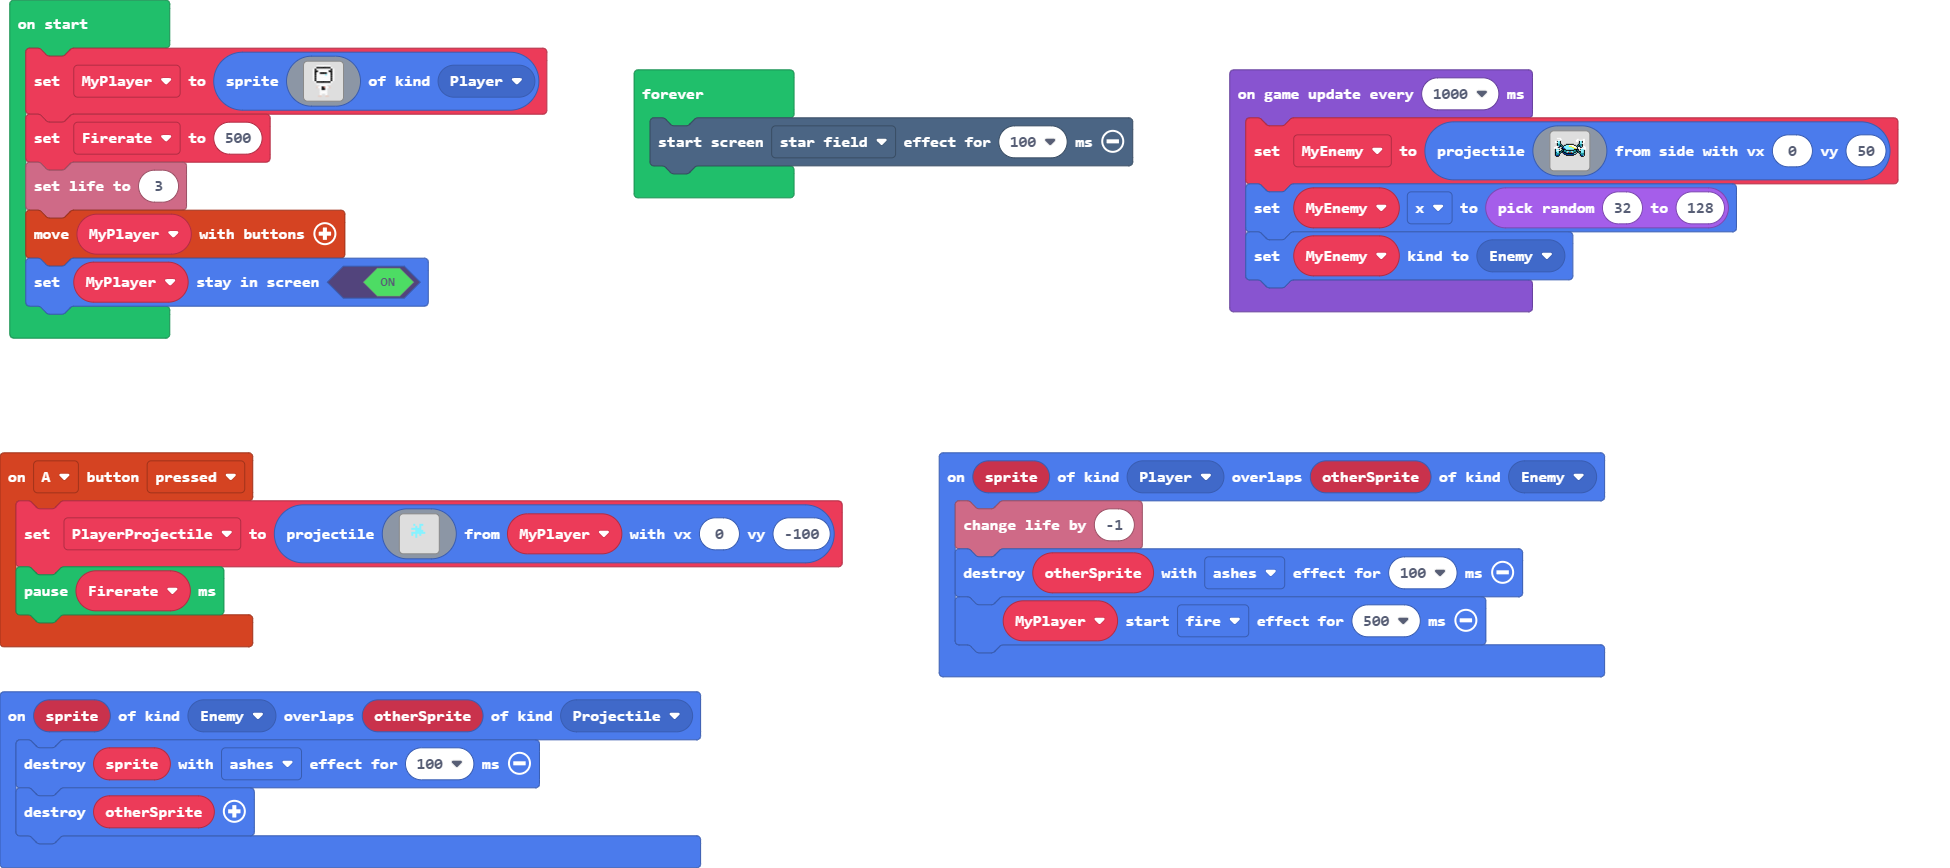 on start
set MyPlayer to sprite of kind Player
set Firerate to 500
set life to 3
move MyPlayer with buttons
set MyPlayer stay in screen ON
forever
start screen star field effect for 100 ms
on game update every 1000 ms
set MyEnemy to projectile from side with vx 0 vy 50
set MyEnemy x to pick random 32 to 128
set MyEnemy kind to Enemy
on A button pressed
set PlayerProjectile to projectile from MyPlayer with vx 0 vy -100
pause Firerate ms
on sprite of kind Player overlaps otherSprite of kind Enemy
change life by -1
destroy otherSprite with ashes effect for 100 ms
MyPlayer start fire effect for 500 ms
on sprite of kind Enemy overlaps otherSprite of kind Projectile
destroy sprite with ashes effect for 100 ms
destroy otherSprite